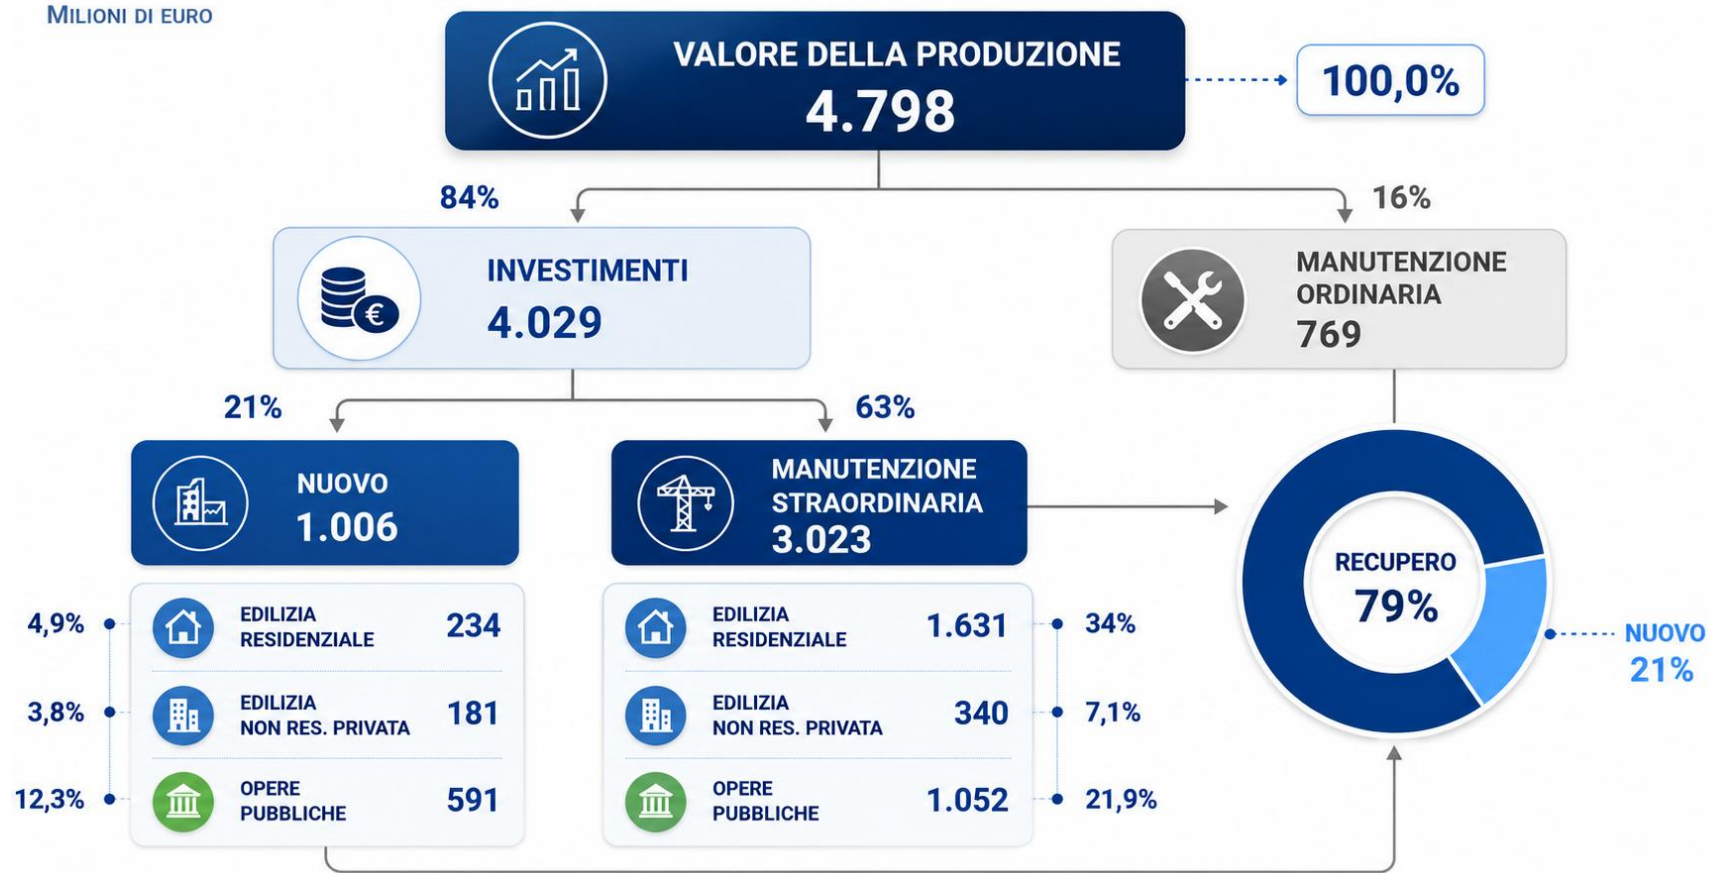 MILIONI DI EURO
VALORE DELLA PRODUZIONE
4.798
100,0%
84%
16%
INVESTIMENTI
4.029
€
MANUTENZIONE
ORDINARIA
769
21%
63%
NUOVO
1.006
MANUTENZIONE
STRAORDINARIA
3.023
4,9%
EDILIZIA
RESIDENZIALE
234
3,8%
EDILIZIA
NON RES. PRIVATA
181
12,3%
OPERE
PUBBLICHE
591
EDILIZIA
RESIDENZIALE
1.631
34%
EDILIZIA
NON RES. PRIVATA
340
7,1%
OPERE
PUBBLICHE
1.052
21,9%
RECUPERO
79%
NUOVO
21%